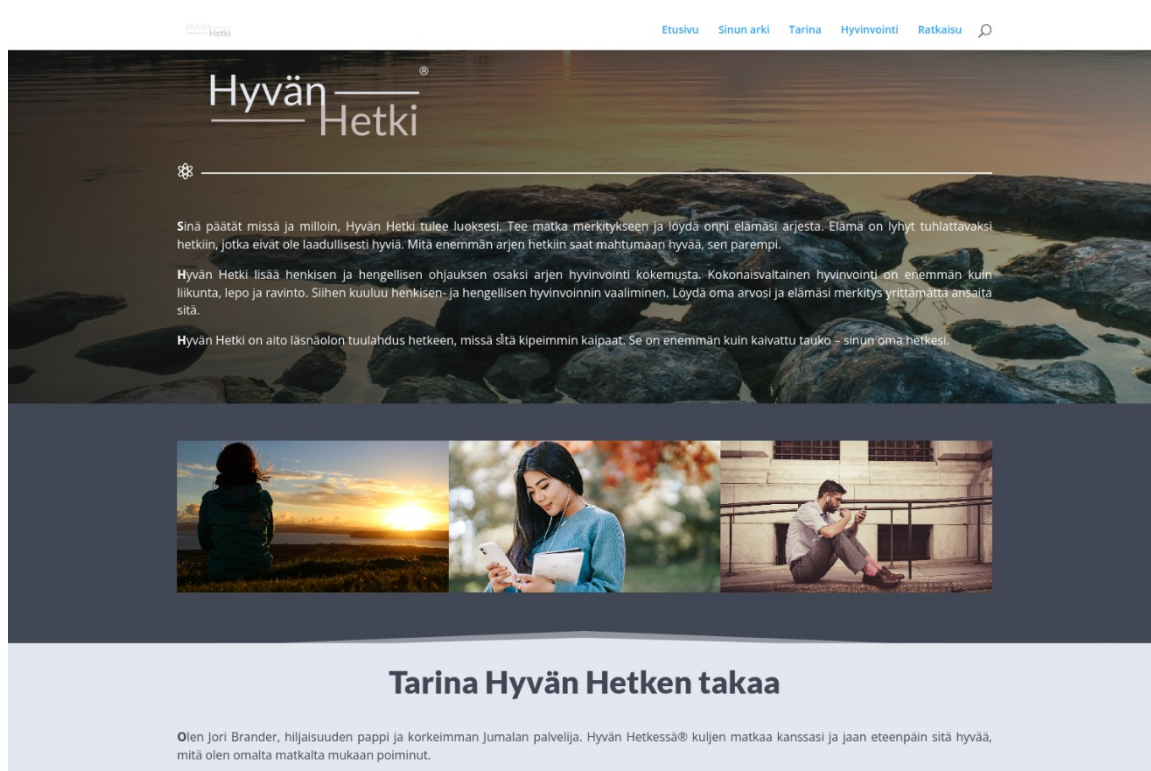 Hyvän
Hetki
Etusivu Sinun arki Tarina Hyvinvointi Ratkaisu
Hyvän ®
Hetki
Sinä päätät missä ja milloin, Hyvän Hetki tulee luoksesi. Tee matka merkitykseen ja löydä onni elämäsi arjesta. Elämä on lyhyt tuhlattavaksi
hetkiin, jotka eivät ole laadullisesti hyviä. Mitä enemmän arjen hetkiin saat mahtumaan hyvää, sen parempi.
Hyvän Hetki lisää henkisen ja hengellisen ohjauksen osaksi arjen hyvinvointi kokemusta. Kokonaisvaltainen hyvinvointi on enemmän kuin
liikunta, lepo ja ravinto. Siihen kuuluu henkisen- ja hengellisen hyvinvoinnin vaaliminen. Löydä oma arvosi ja elämäsi merkitys yrittämättä ansaita
sitä.
Hyvän Hetki on aito läsnäolon tuulahdus hetkeen, missä sitä kipeimmin kaipaat. Se on enemmän kuin kaivattu tauko – sinun oma hetkesi.
Tarina Hyvän Hetken takaa
Olen Jori Brander, hiljaisuuden pappi ja korkeimman Jumalan palvelija. Hyvän Hetkessä® kuljen matkaa kanssasi ja jaan eteenpäin sitä hyvää,
mitä olen omalta matkalta mukaan poiminut.